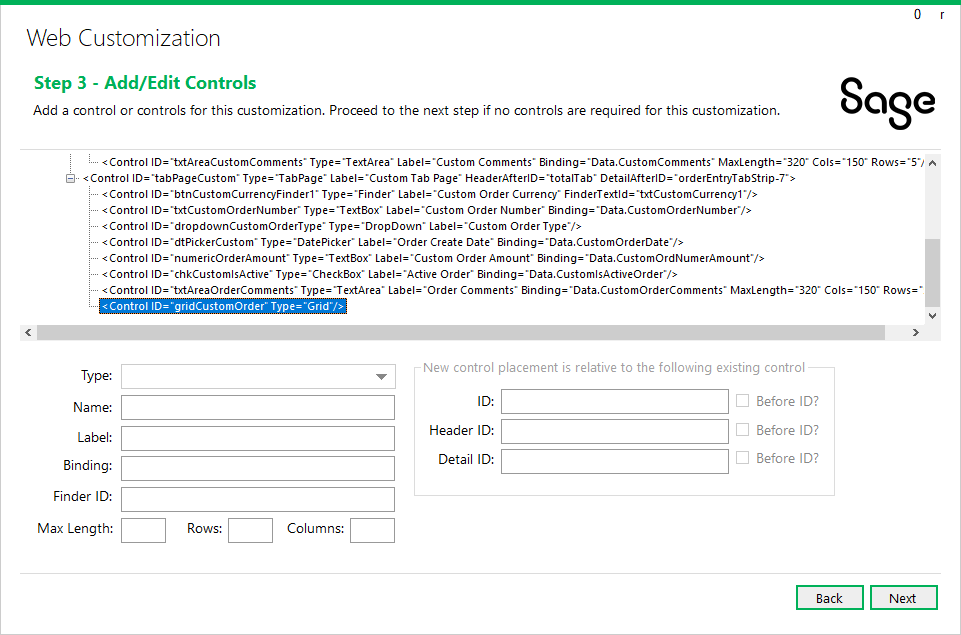 0 r
Web Customization
Step 3 - Add/Edit Controls
Add a control or controls for this customization. Proceed to the next step if no controls are required for this customization.
Sage
<Control ID="txtAreaCustomComments" Type="TextArea" Label="Custom Comments" Binding="Data.CustomComments" MaxLength="320" Cols="150" Rows="5"/
<Control ID="tabPageCustom" Type="TabPage" Label="Custom Tab Page" HeaderAfterID="totalTab" DetailAfterID="orderEntryTabStrip-7">
<Control ID="btnCustomCurrencyFinder1" Type="Finder" Label="Custom Order Currency" FinderTextId="txtCustomCurrency1"/>
<Control ID="txtCustomOrderNumber" Type="TextBox" Label="Custom Order Number" Binding="Data.CustomOrderNumber"/>
<Control ID="dropdownCustomOrderType" Type="DropDown" Label="Custom Order Type"/>
<Control ID="dtPickerCustom" Type="DatePicker" Label="Order Create Date" Binding="Data.CustomOrderDate"/>
<Control ID="numericOrderAmount" Type="TextBox" Label="Custom Order Amount" Binding="Data.CustomOrdNumerAmount"/>
<Control ID="chkCustomIsActive" Type="CheckBox" Label="Active Order" Binding="Data.CustomIsActiveOrder"/>
<Control ID="txtAreaOrderComments" Type="TextArea" Label="Order Comments" Binding="Data.CustomOrderComments" MaxLength="320" Cols="150" Rows="
<Control ID="gridCustomOrder" Type="Grid"/>
Type:
Name:
Label:
Binding:
Finder ID:
Max Length: Rows: Columns:
New control placement is relative to the following existing control
ID: Before ID?
Header ID: Before ID?
Detail ID: Before ID?
Back Next